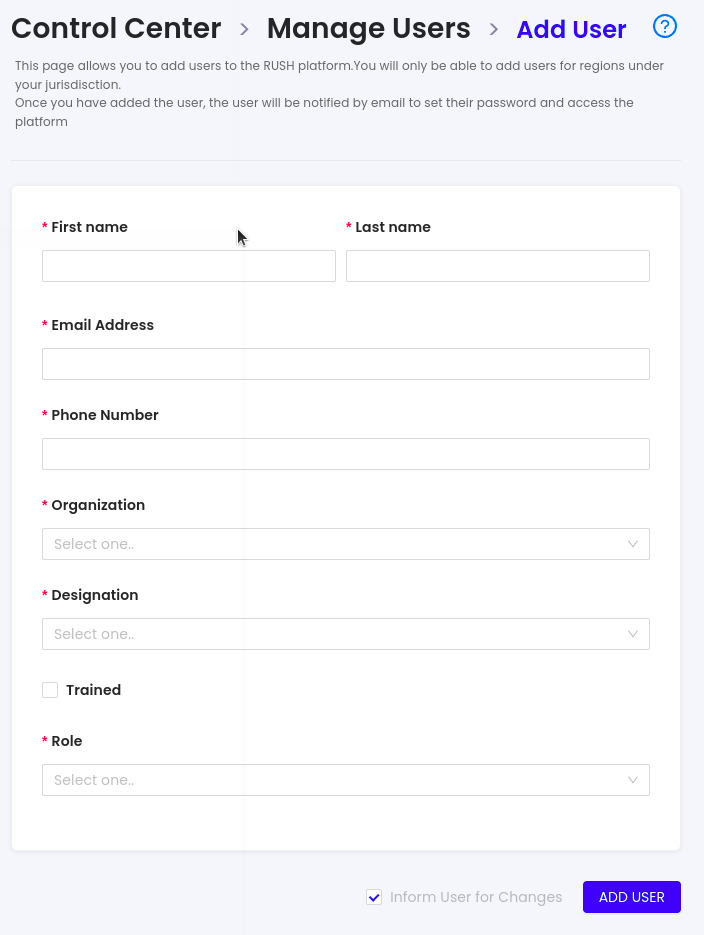 Control Center > Manage Users > Add User ?
This page allows you to add users to the RUSH platform.You will only be able to add users for regions under
your jurisdisction.
Once you have added the user, the user will be notified by email to set their password and access the
platform
* First name * Last name
* Email Address
* Phone Number
* Organization
Select one..
* Designation
Select one..
Trained
* Role
Select one..
Inform User for Changes ADD USER